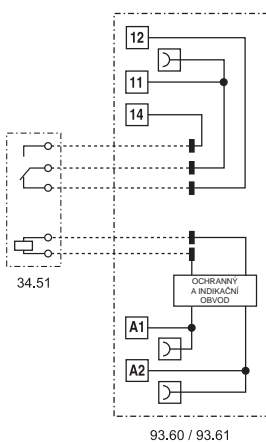 12
11
14
34.51
OCHRANNÝ
A INDIKAČNÍ
OBVOD
A1
A2
93.60 / 93.61